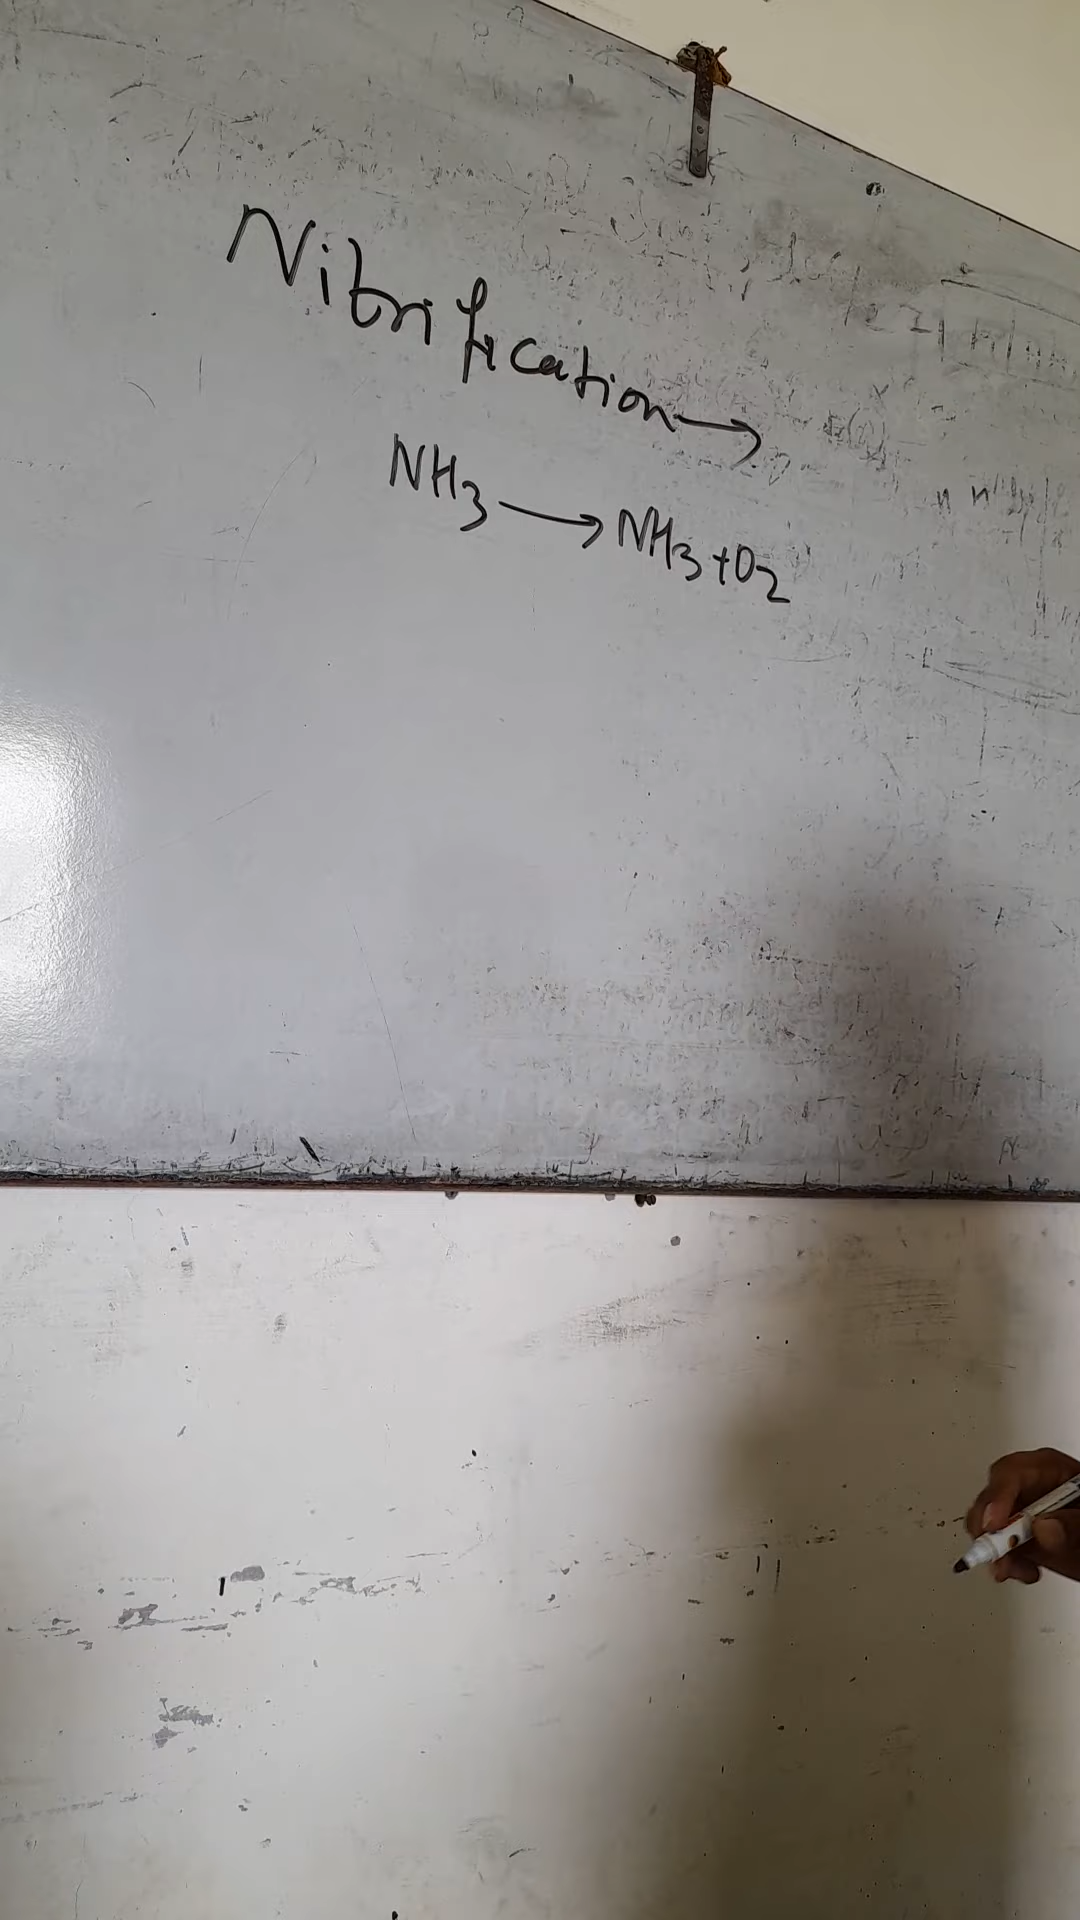 Nitrification →
NH3 → NH3+O2